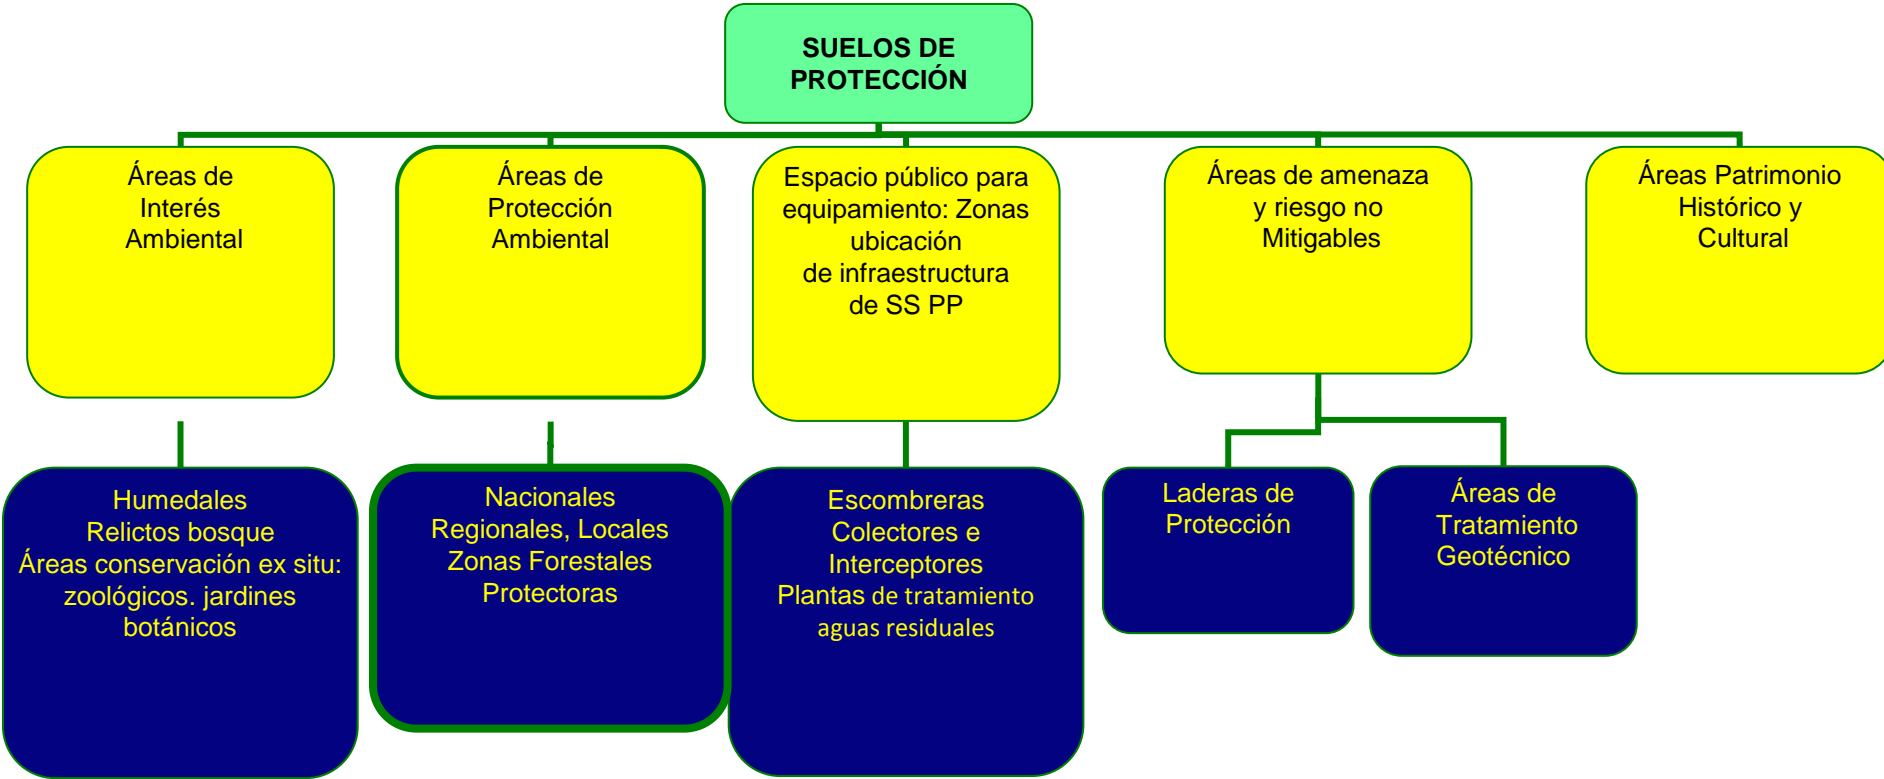 SUELOS DE
PROTECCIÓN
Áreas de
Interés
Ambiental
Áreas de
Protección
Ambiental
Espacio público para
equipamiento: Zonas
ubicación
de infraestructura
de SS PP
Áreas de amenaza
y riesgo no
Mitigables
Áreas Patrimonio
Histórico y
Cultural
Humedales
Relictos bosque
Áreas conservación ex situ:
zoológicos. jardines
botánicos
Nacionales
Regionales, Locales
Zonas Forestales
Protectoras
Escombreras
Colectores e
Interceptores
Plantas de tratamiento
aguas residuales
Laderas de
Protección
Áreas de
Tratamiento
Geotécnico